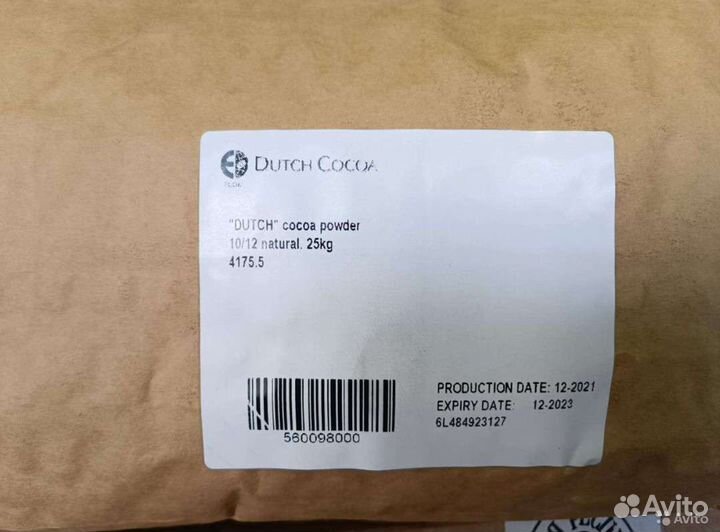 DUTCH COCOA
"DUTCH" cocoa powder
10/12 natural. 25kg
4175.5
560098000
PRODUCTION DATE: 12-2021
EXPIRY DATE: 12-2023
6L484923127
Avito
Avito